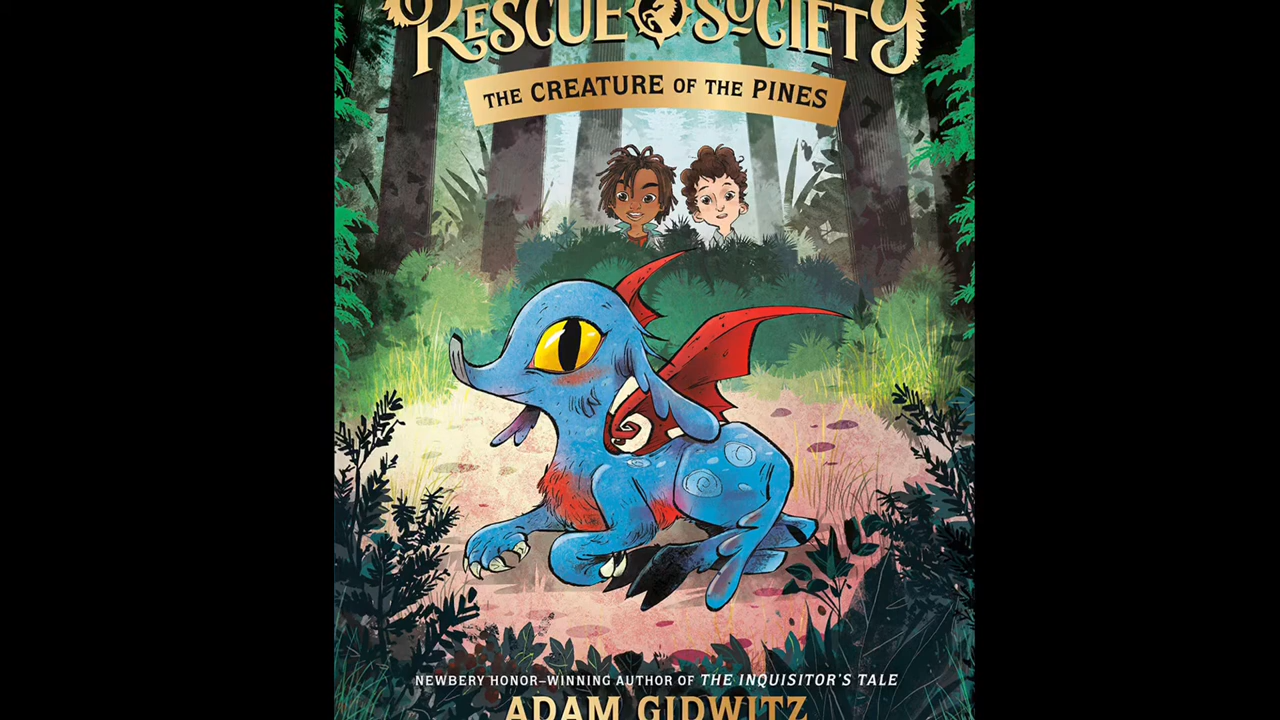 RESCUE SOCIETY
THE CREATURE OF THE PINES
NEWBERY HONOR–WINNING AUTHOR OF THE INQUISITOR'S TALE
ADAM GIDWITZ